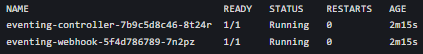 NAME READY STATUS RESTARTS AGE
eventing-controller-7b9c5d8c46-8t24r 1/1 Running 0 2m15s
eventing-webhook-5f4d786789-7n2pz 1/1 Running 0 2m15s